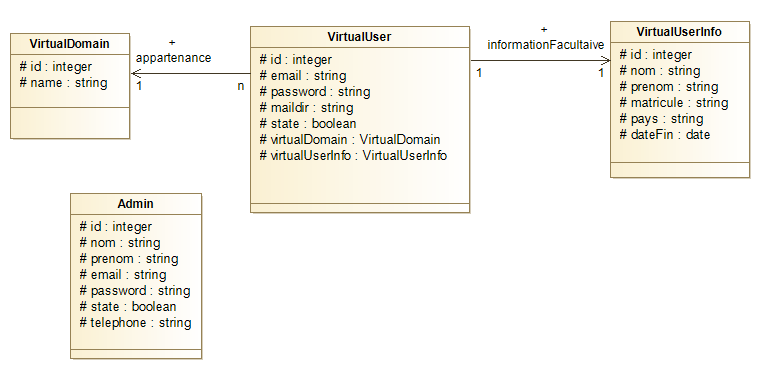 VirtualDomain
# id : integer
# name : string
+
appartenance
1
n
VirtualUser
# id : integer
# email : string
# password : string
# maildir : string
# state : boolean
# virtualDomain : VirtualDomain
# virtualUserInfo : VirtualUserInfo
+
informationFacultaive
1
1
VirtualUserInfo
# id : integer
# nom : string
# prenom : string
# matricule : string
# pays : string
# dateFin : date
Admin
# id : integer
# nom : string
# prenom : string
# email : string
# password : string
# state : boolean
# telephone : string